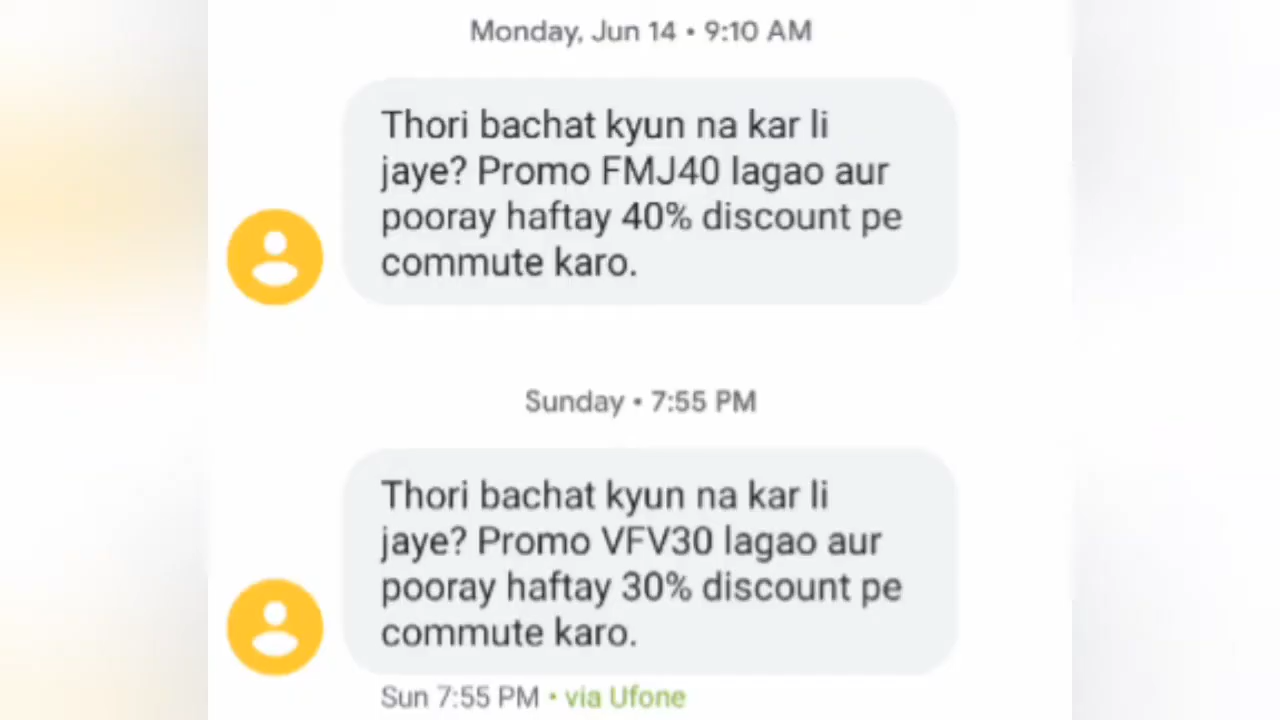 Monday, Jun 14 • 9:10 AM
Thori bachat kyun na kar li
jaye? Promo FMJ40 lagao aur
pooray haftay 40% discount pe
commute karo.
Sunday • 7:55 PM
Thori bachat kyun na kar li
jaye? Promo VFV30 lagao aur
pooray haftay 30% discount pe
commute karo.
Sun 7:55 PM • via Ufone